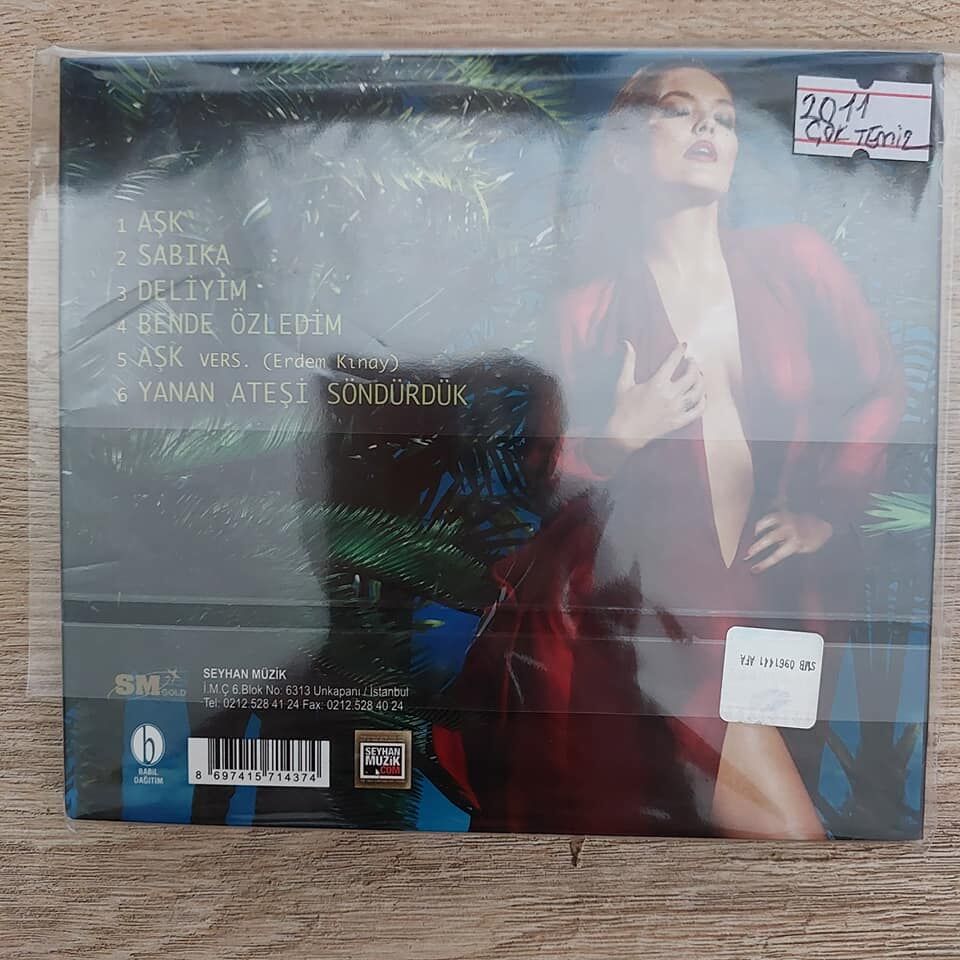 2011
ÇOK TEMİZ
1 AŞK
2 SABIKA
3 DELİYİM
4 BENDE ÖZLEDİM
5 AŞK VERS. (Erdem Kınay)
6 YANAN ATEŞİ SÖNDÜRDÜK
SM GOLD
SEYHAN MÜZİK
İ.M.Ç 6.Blok No: 6313 Unkapanı / İstanbul
Tel: 0212.528 41 24 Fax: 0212.528 40 24
SMB 0961441 AFA
b
BABİL
DAĞITIM
8 697415 714374
SEYHAN
MÜZİK
.COM